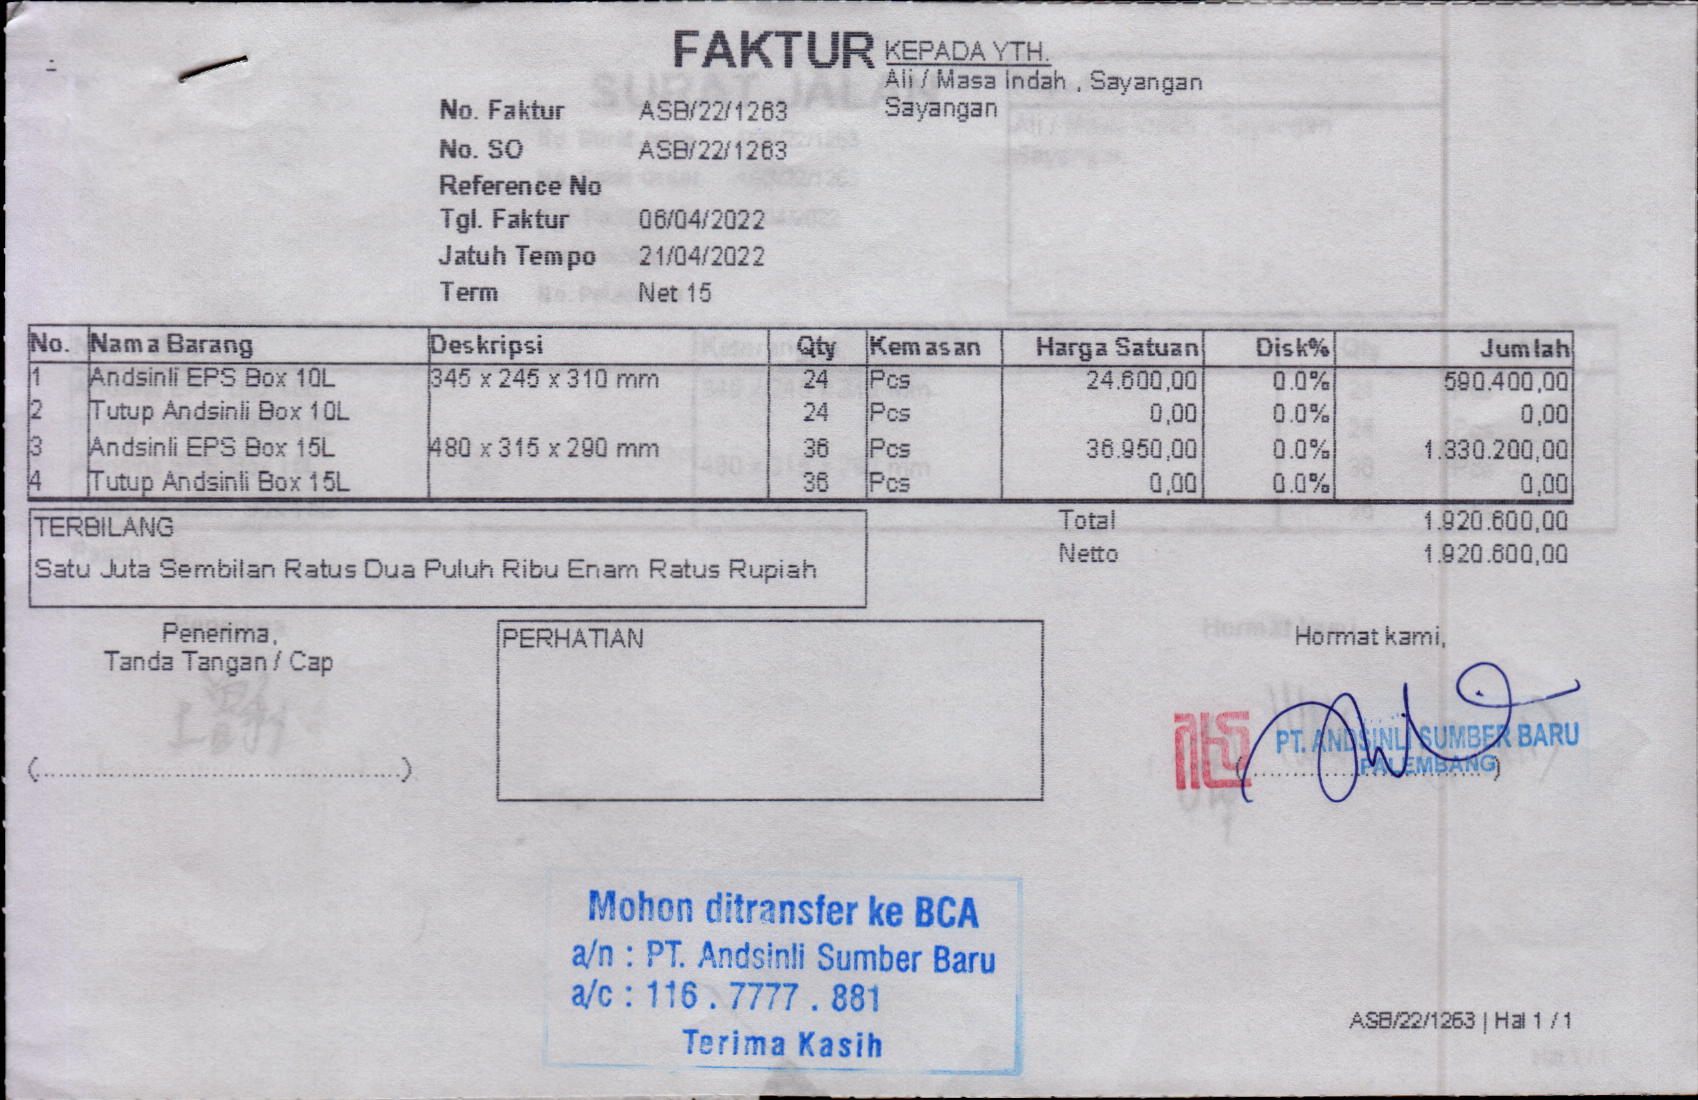 FAKTUR
KEPADA YTH.
Ali / Masa Indah , Sayangan
Sayangan
No. Faktur ASB/22/1263
No. SO ASB/22/1263
Reference No
Tgl. Faktur 06/04/2022
Jatuh Tempo 21/04/2022
Term Net 15
No. Nama Barang Deskripsi Qty Kemasan Harga Satuan Disk% Jumlah
1 Andsinli EPS Box 10L 345 x 245 x 310 mm 24 Pcs 24.600,00 0.0% 590.400,00
2 Tutup Andsinli Box 10L 24 Pcs 0,00 0.0% 0,00
3 Andsinli EPS Box 15L 480 x 315 x 290 mm 36 Pcs 36.950,00 0.0% 1.330.200,00
4 Tutup Andsinli Box 15L 36 Pcs 0,00 0.0% 0,00
Total 1.920.600,00
Netto 1.920.600,00
TERBILANG
Satu Juta Sembilan Ratus Dua Puluh Ribu Enam Ratus Rupiah
Penerima,
Tanda Tangan / Cap
(................................................)
PERHATIAN
Hormat kami,
PT. ANDSINLI SUMBER BARU
PALEMBANG
Mohon ditransfer ke BCA
a/n : PT. Andsinli Sumber Baru
a/c : 116 . 7777 . 881
Terima Kasih
ASB/22/1263 | Hal 1 / 1